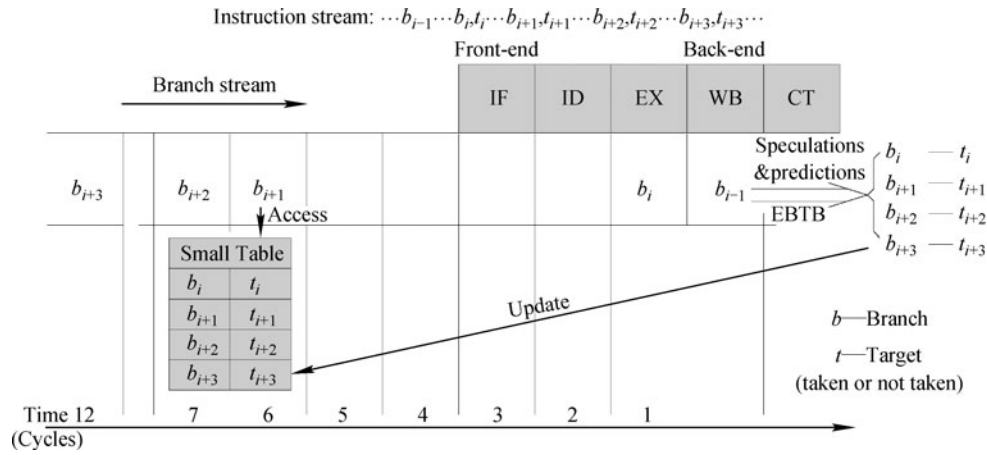 Instruction stream: ···b_{i−1} ···b_i,t_i···b_{i+1},t_{i+1}···b_{i+2},t_{i+2}···b_{i+3},t_{i+3}···
Front-end Back-end
Branch stream
IF ID EX WB CT
b_{i+3} b_{i+2} b_{i+1} b_i b_{i−1}
Speculations
&predictions
EBTB
b_i — t_i
b_{i+1} — t_{i+1}
b_{i+2} — t_{i+2}
b_{i+3} — t_{i+3}
Access
Small Table
b_i t_i
b_{i+1} t_{i+1}
b_{i+2} t_{i+2}
b_{i+3} t_{i+3}
Update
b—Branch
t—Target
(taken or not taken)
Time 12 7 6 5 4 3 2 1
(Cycles)